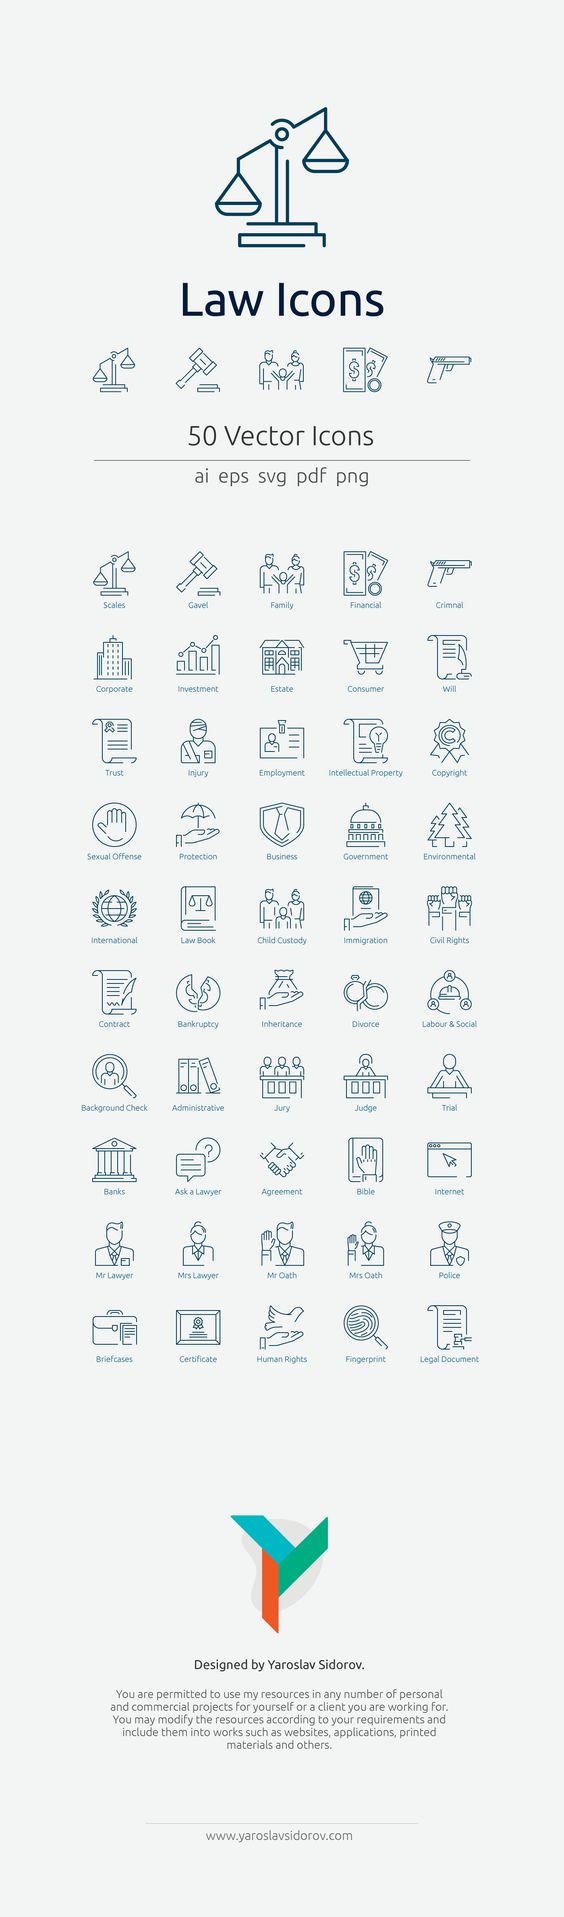 Law Icons
50 Vector Icons
ai eps svg pdf png
Scales Gavel Family Financial Crimnal
Corporate Investment Estate Consumer Will
Trust Injury Employment Intellectual Property Copyright
Sexual Offense Protection Business Government Environmental
International Law Book Child Custody Immigration Civil Rights
Contract Bankruptcy Inheritance Divorce Labour & Social
Background Check Administrative Jury Judge Trial
Banks Ask a Lawyer Agreement Bible Internet
Mr Lawyer Mrs Lawyer Mr Oath Mrs Oath Police
Briefcases Certificate Human Rights Fingerprint Legal Document
Designed by Yaroslav Sidorov.
You are permitted to use my resources in any number of personal
and commercial projects for yourself or a client you are working for.
You may modify the resources according to your requirements and
include them into works such as websites, applications, printed
materials and others.
www.yaroslavsidorov.com